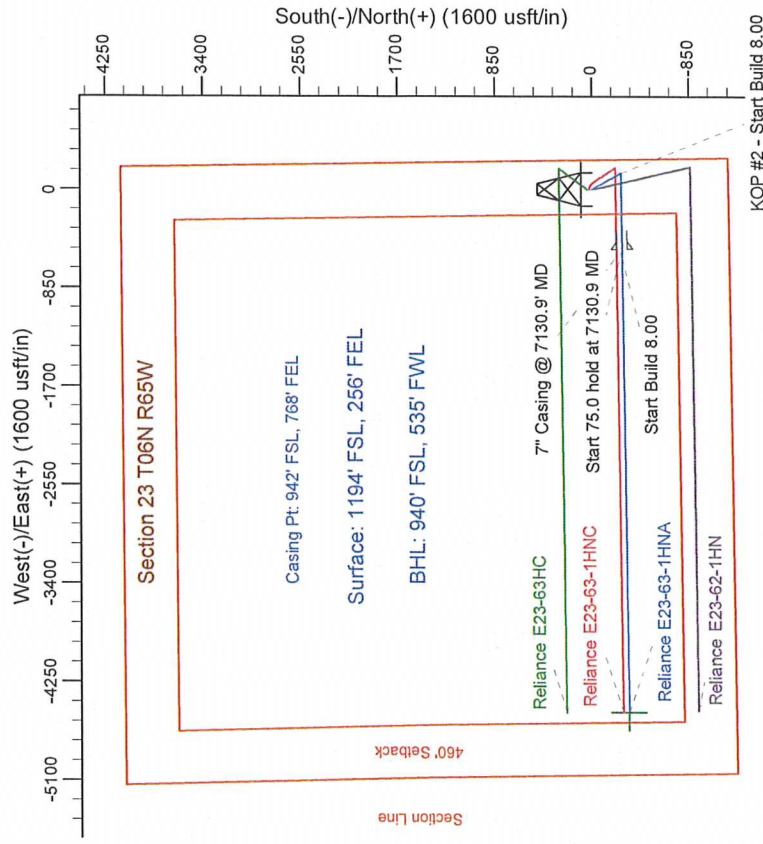 South(-)/North(+) (1600 usft/in)
4250
3400
2550
1700
850
0
-850
West(-)/East(+) (1600 usft/in)
0
-850
-1700
-2550
-3400
-4250
-5100
Section 23 T06N R65W
Casing Pt: 942' FSL, 768' FEL
Surface: 1194' FSL, 256' FEL
BHL: 940' FSL, 535' FWL
7" Casing @ 7130.9' MD
Start 75.0 hold at 7130.9 MD
Start Build 8.00
KOP #2 - Start Build 8.00
Reliance E23-63HC
Reliance E23-63-1HNC
Reliance E23-63-1HNA
Reliance E23-62-1HN
460' Setback
Section Line